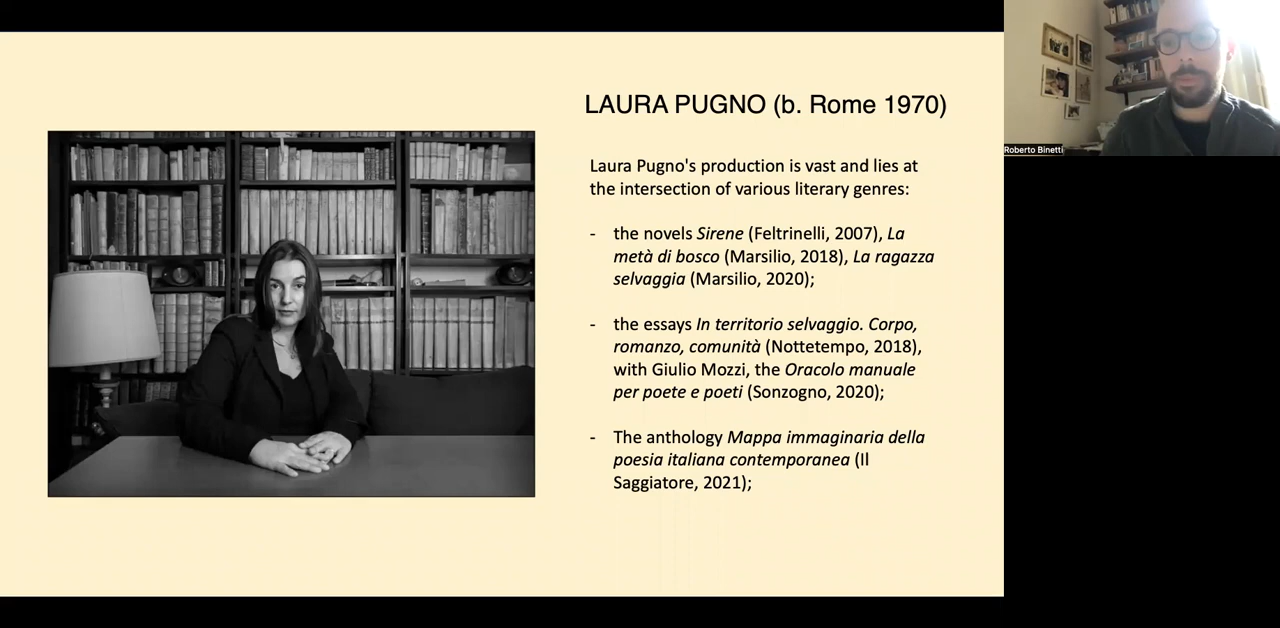 LAURA PUGNO (b. Rome 1970)
Laura Pugno's production is vast and lies at
the intersection of various literary genres:
- the novels Sirene (Feltrinelli, 2007), La
metà di bosco (Marsilio, 2018), La ragazza
selvaggia (Marsilio, 2020);
- the essays In territorio selvaggio. Corpo,
romanzo, comunità (Nottetempo, 2018),
with Giulio Mozzi, the Oracolo manuale
per poete e poeti (Sonzogno, 2020);
- The anthology Mappa immaginaria della
poesia italiana contemporanea (Il
Saggiatore, 2021);
Roberto Binetti